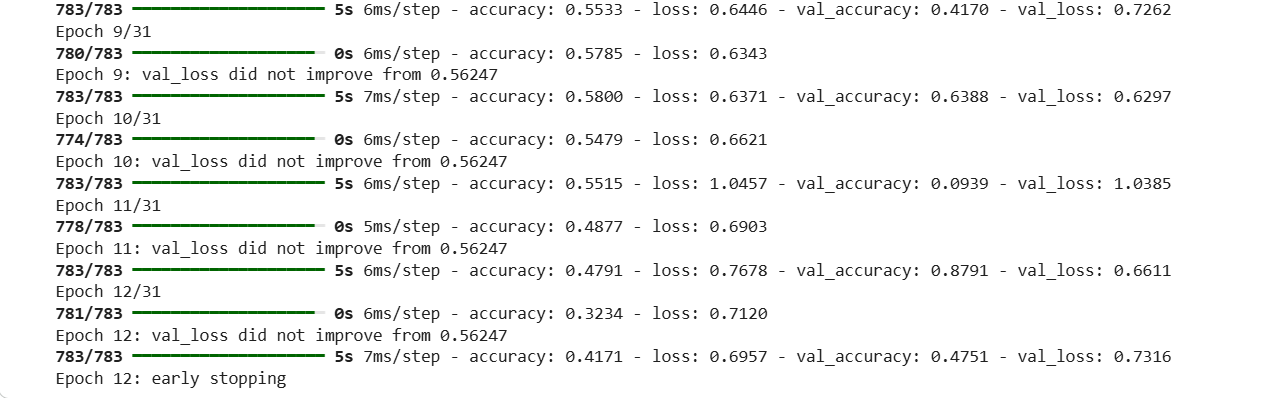 783/783 ━━━━━━━━━━━━━━━━━━━━ 5s 6ms/step - accuracy: 0.5533 - loss: 0.6446 - val_accuracy: 0.4170 - val_loss: 0.7262
Epoch 9/31
780/783 ━━━━━━━━━━━━━━━━━━━━ 0s 6ms/step - accuracy: 0.5785 - loss: 0.6343
Epoch 9: val_loss did not improve from 0.56247
783/783 ━━━━━━━━━━━━━━━━━━━━ 5s 7ms/step - accuracy: 0.5800 - loss: 0.6371 - val_accuracy: 0.6388 - val_loss: 0.6297
Epoch 10/31
774/783 ━━━━━━━━━━━━━━━━━━━━ 0s 6ms/step - accuracy: 0.5479 - loss: 0.6621
Epoch 10: val_loss did not improve from 0.56247
783/783 ━━━━━━━━━━━━━━━━━━━━ 5s 6ms/step - accuracy: 0.5515 - loss: 1.0457 - val_accuracy: 0.0939 - val_loss: 1.0385
Epoch 11/31
778/783 ━━━━━━━━━━━━━━━━━━━━ 0s 5ms/step - accuracy: 0.4877 - loss: 0.6903
Epoch 11: val_loss did not improve from 0.56247
783/783 ━━━━━━━━━━━━━━━━━━━━ 5s 6ms/step - accuracy: 0.4791 - loss: 0.7678 - val_accuracy: 0.8791 - val_loss: 0.6611
Epoch 12/31
781/783 ━━━━━━━━━━━━━━━━━━━━ 0s 6ms/step - accuracy: 0.3234 - loss: 0.7120
Epoch 12: val_loss did not improve from 0.56247
783/783 ━━━━━━━━━━━━━━━━━━━━ 5s 7ms/step - accuracy: 0.4171 - loss: 0.6957 - val_accuracy: 0.4751 - val_loss: 0.7316
Epoch 12: early stopping